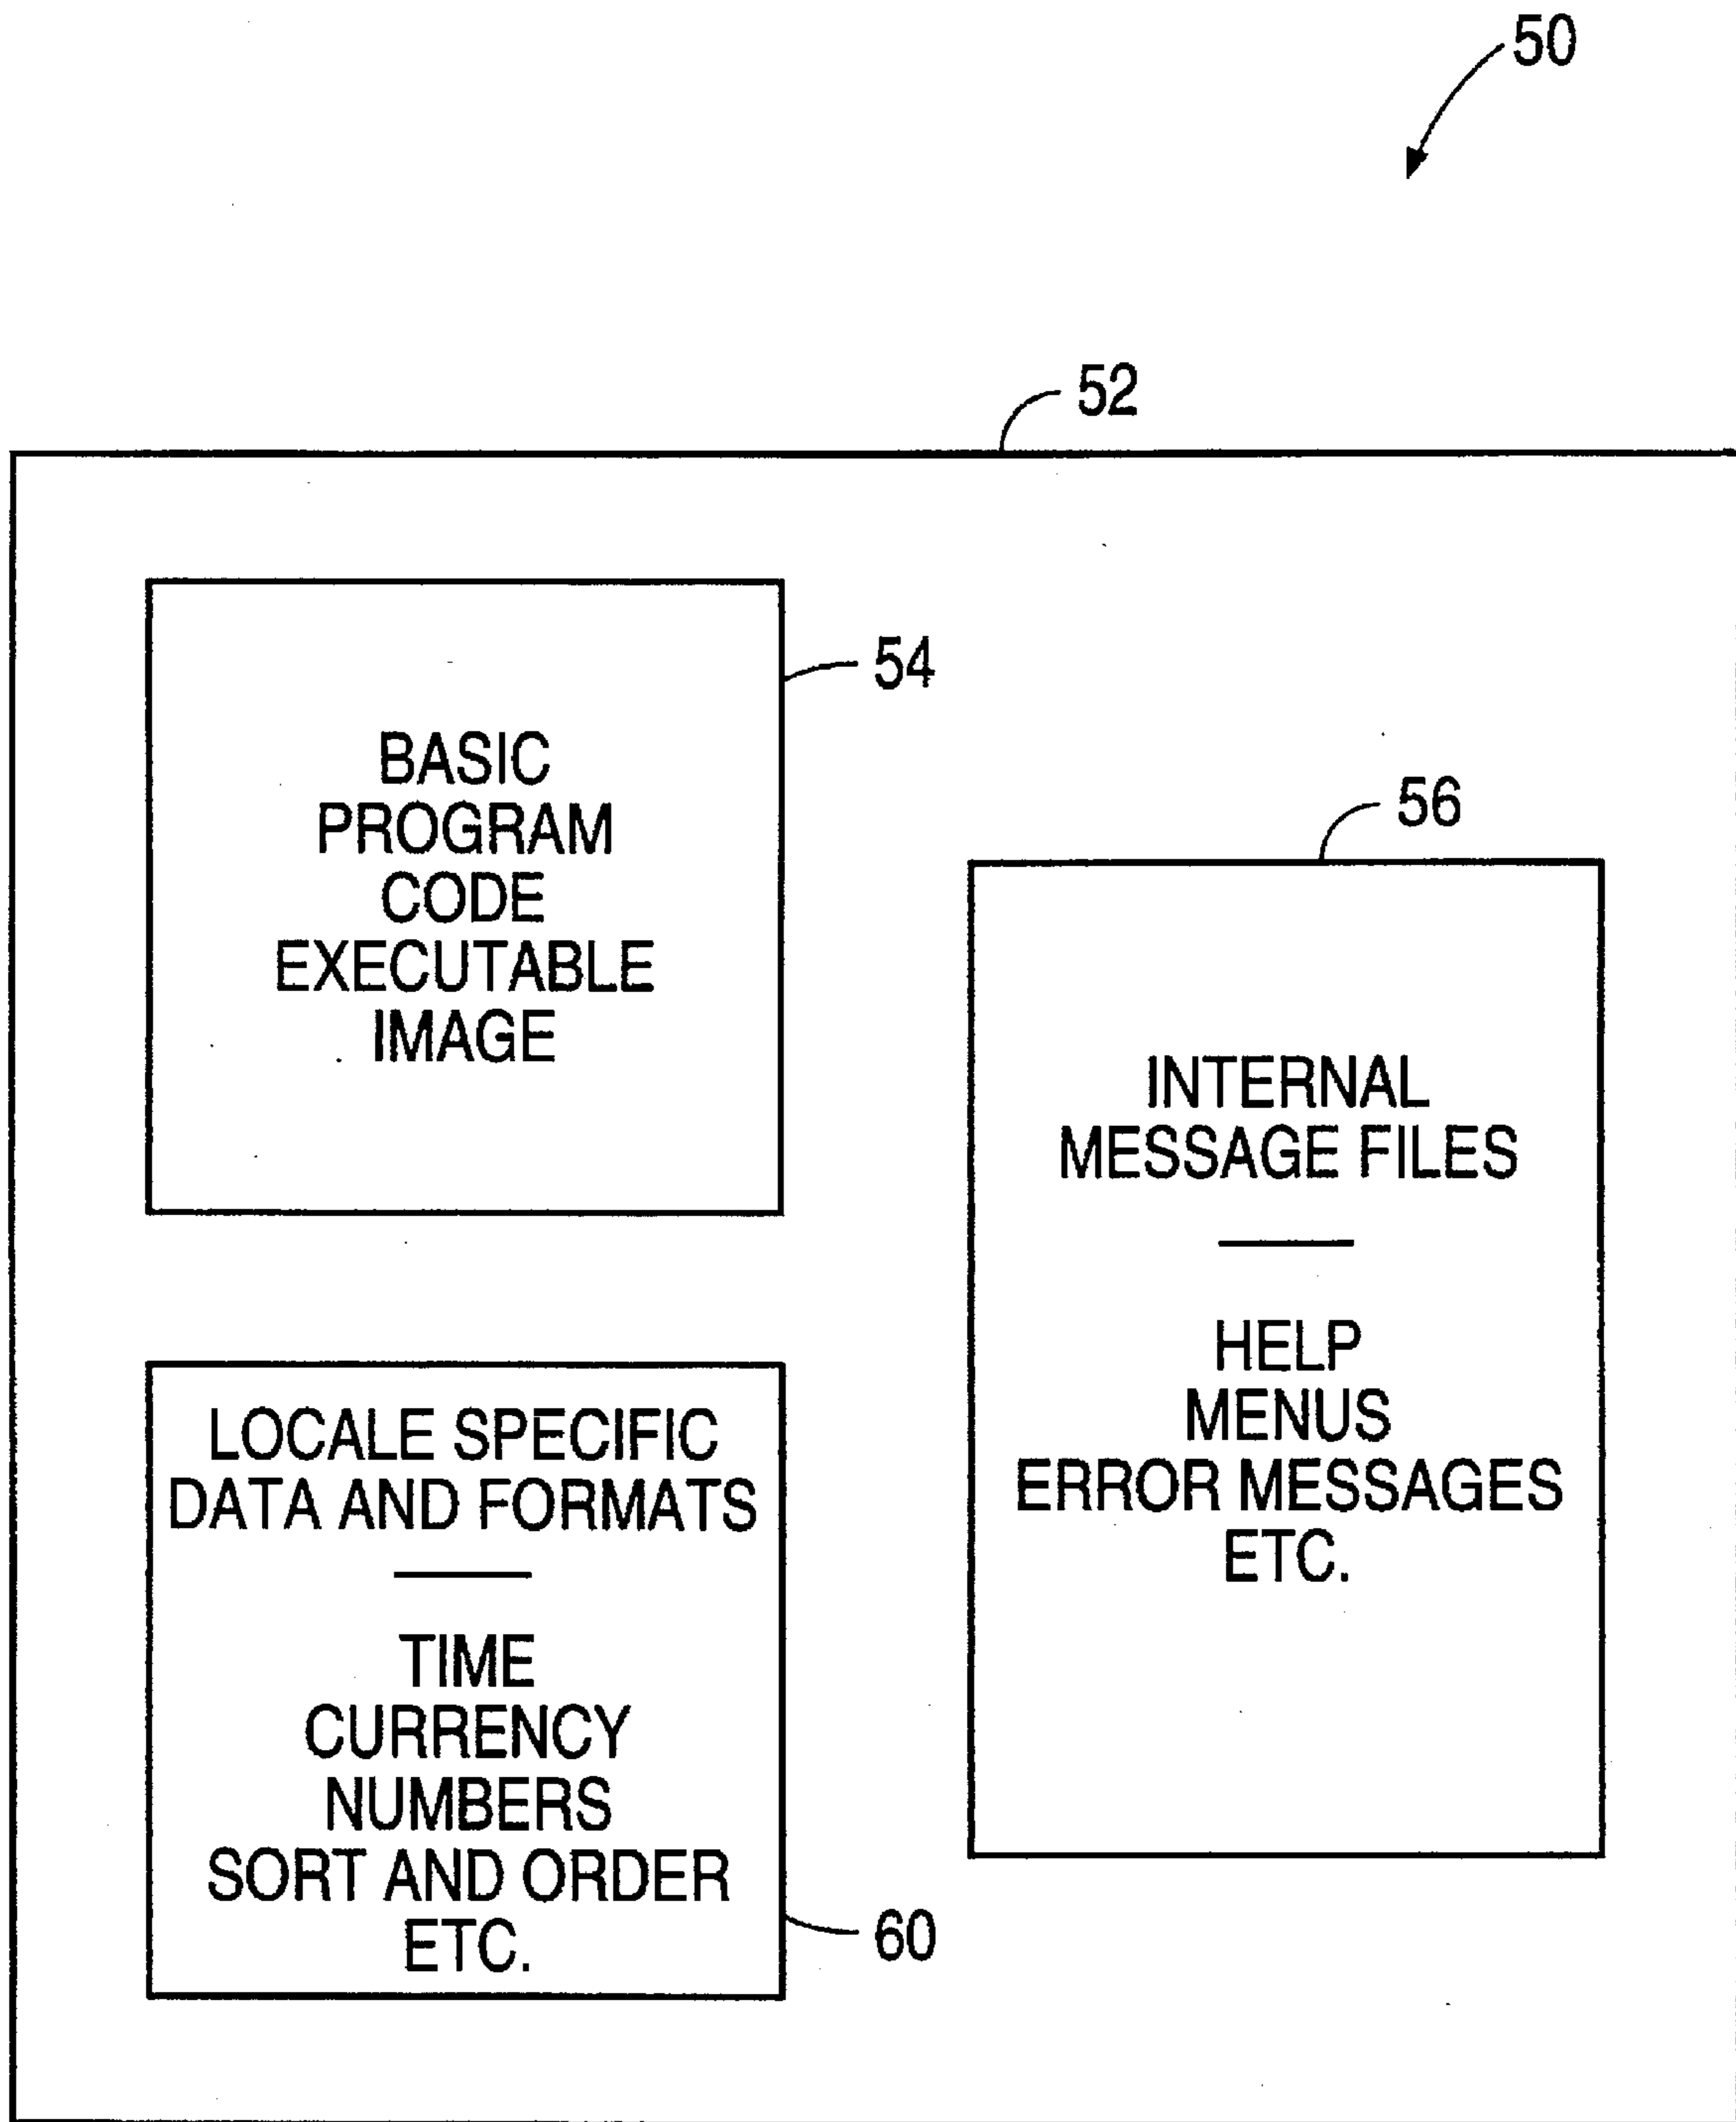 50
52
BASIC
PROGRAM
CODE
EXECUTABLE
IMAGE
54
56
INTERNAL
MESSAGE FILES
HELP
MENUS
ERROR MESSAGES
ETC.
LOCALE SPECIFIC
DATA AND FORMATS
TIME
CURRENCY
NUMBERS
SORT AND ORDER
ETC.
60